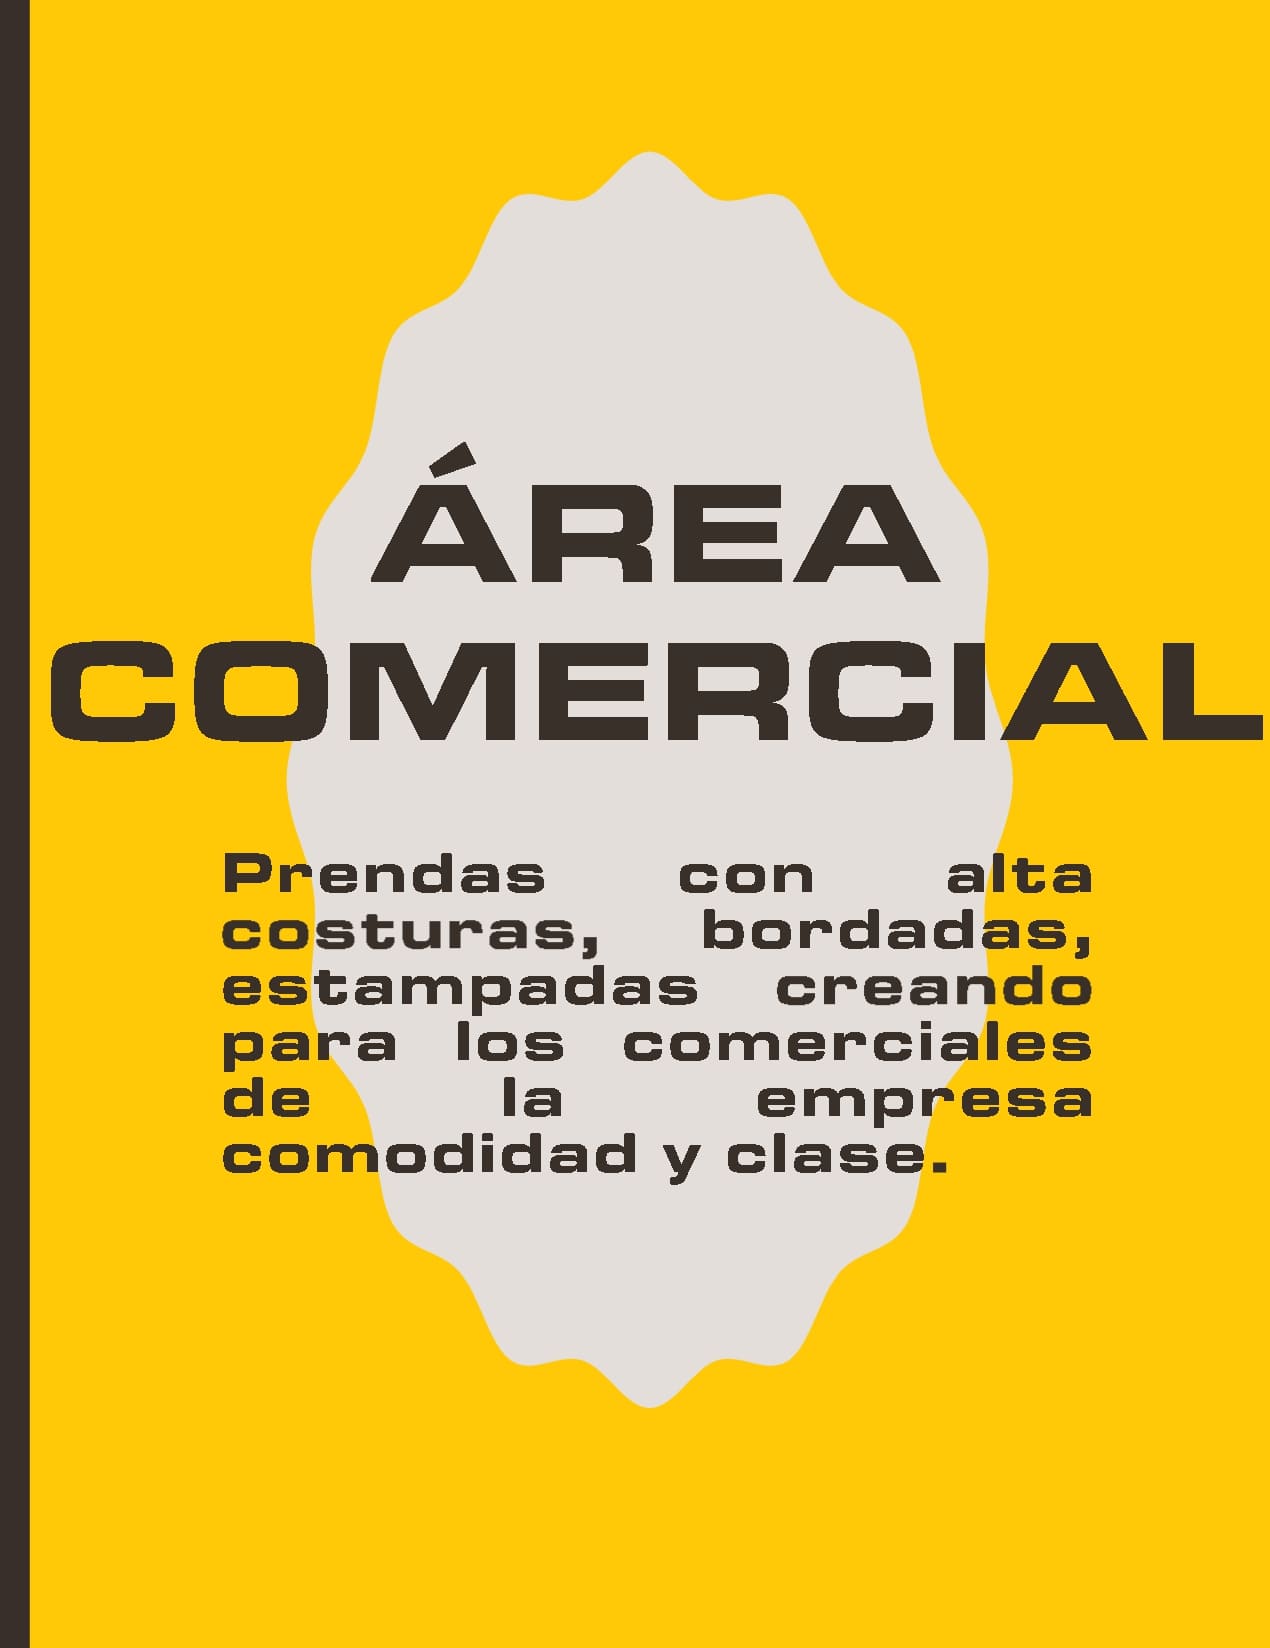 ÁREA
COMERCIAL
Prendas con alta
costuras, bordadas,
estampadas creando
para los comerciales
de la empresa
comodidad y clase.